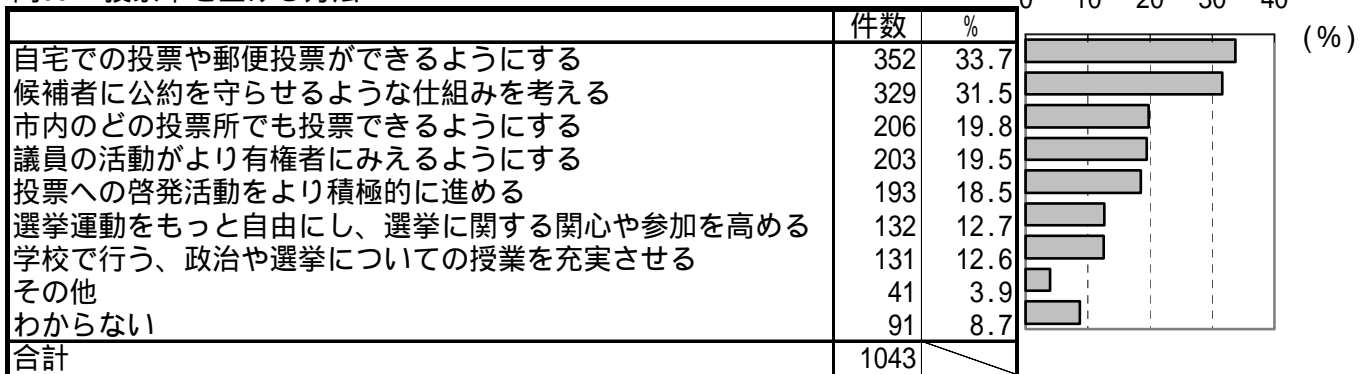 0 10 20 30 40
(%)
件数 %
自宅での投票や郵便投票ができるようにする 352 33.7
候補者に公約を守らせるような仕組みを考える 329 31.5
市内のどの投票所でも投票できるようにする 206 19.8
議員の活動がより有権者にみえるようにする 203 19.5
投票への啓発活動をより積極的に進める 193 18.5
選挙運動をもっと自由にし、選挙に関する関心や参加を高める 132 12.7
学校で行う、政治や選挙についての授業を充実させる 131 12.6
その他 41 3.9
わからない 91 8.7
合計 1043